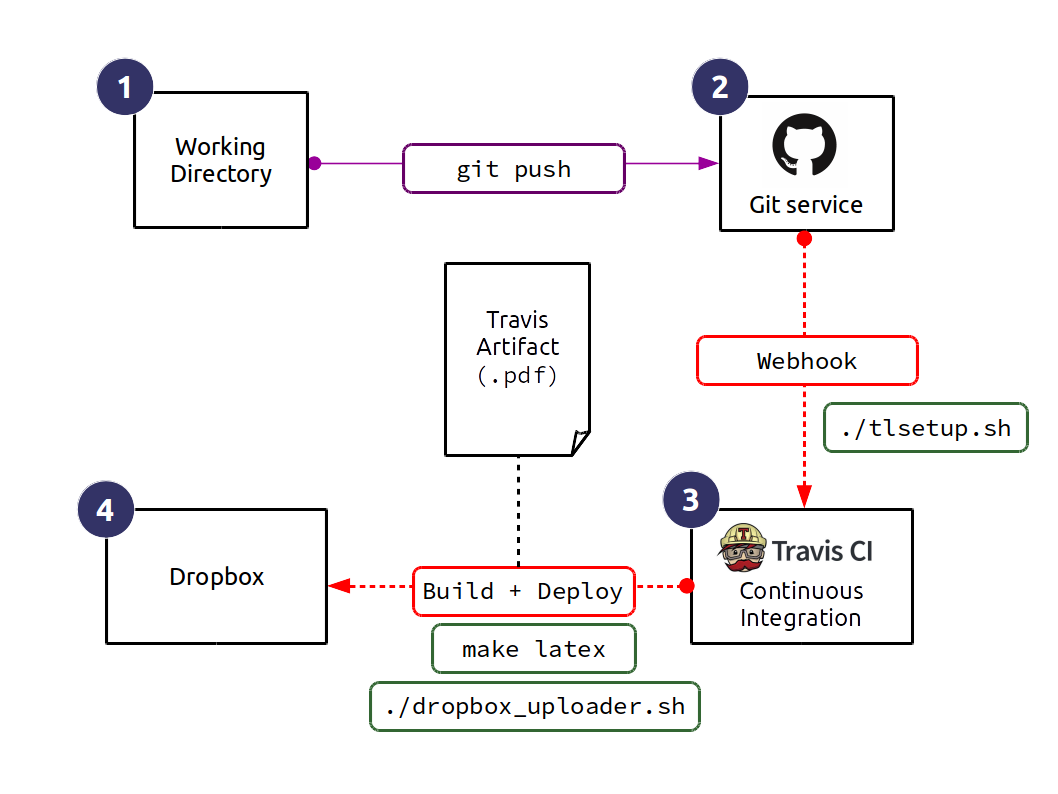 1
Working
Directory
git push
2
Git service
Travis
Artifact
(.pdf)
Webhook
./tlsetup.sh
4
Dropbox
Build + Deploy
make latex
./dropbox_uploader.sh
3
T
Travis CI
Continuous
Integration